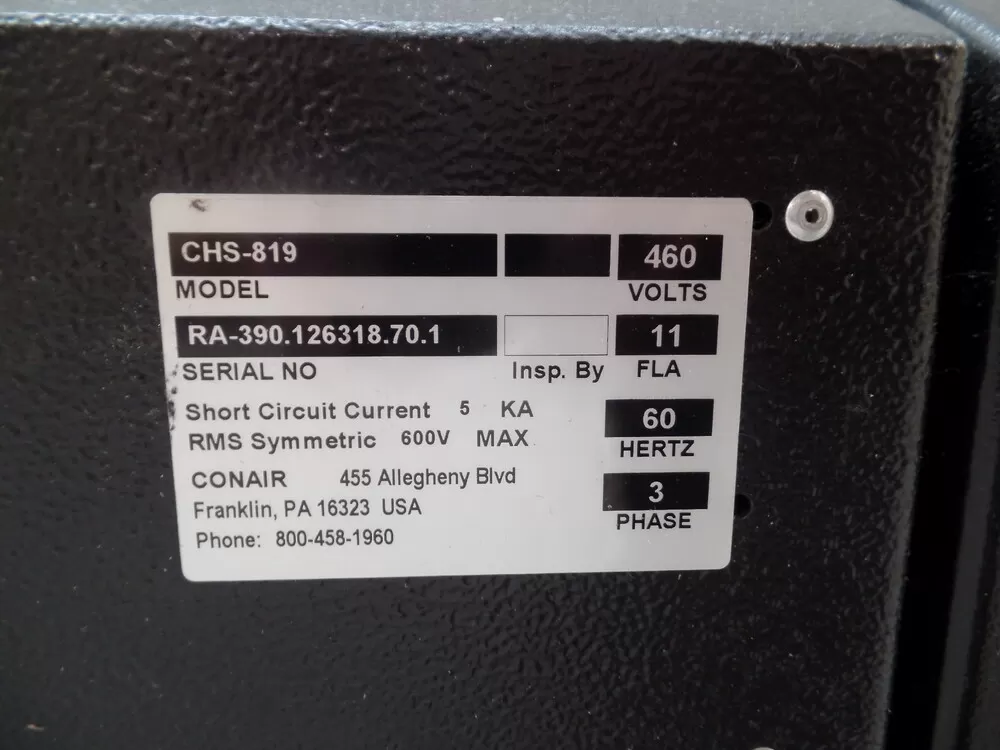 CHS-819 460
MODEL VOLTS
RA-390.126318.70.1 11
SERIAL NO Insp. By FLA
Short Circuit Current 5 KA 60
RMS Symmetric 600V MAX HERTZ
CONAIR 455 Allegheny Blvd 3
Franklin, PA 16323 USA PHASE
Phone: 800-458-1960